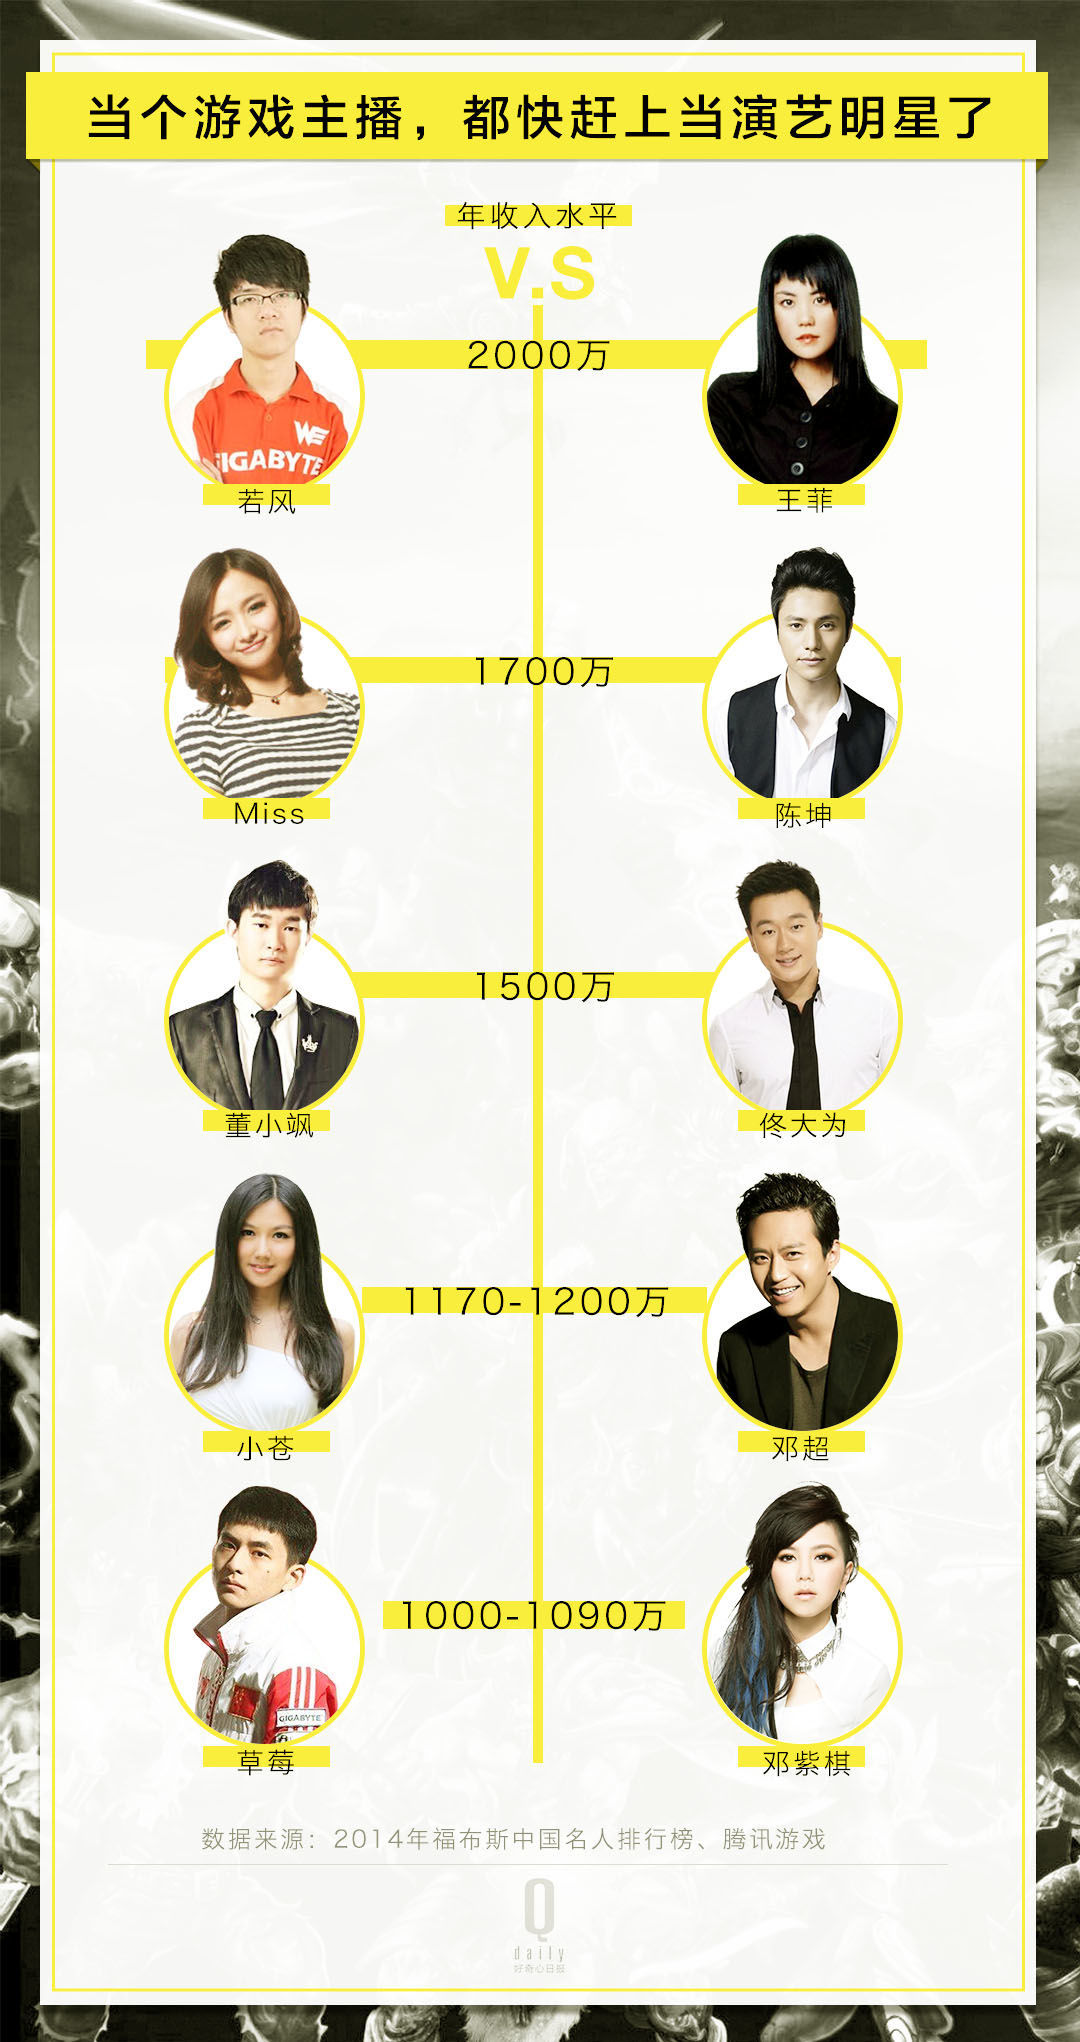 当个游戏主播，都快赶上当演艺明星了
年收入水平
V.S
2000万
WE
GIGABYTE
若风
王菲
1700万
Miss
陈坤
1500万
董小飒
佟大为
1170-1200万
小苍
邓超
1000-1090万
GIGABYTE
草莓
邓紫棋
数据来源：2014年福布斯中国名人排行榜、腾讯游戏
Q
daily
好奇心日报